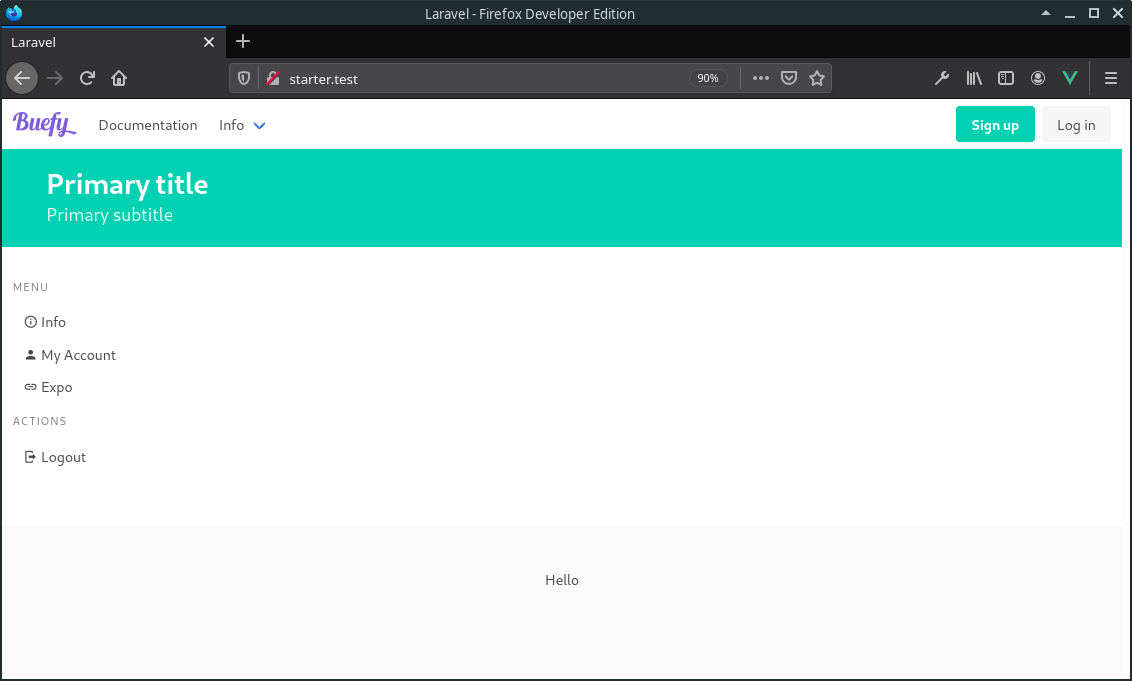 Laravel - Firefox Developer Edition
Laravel
starter.test 90%
Buefy Documentation Info Sign up Log in
Primary title
Primary subtitle
MENU
Info
My Account
Expo
ACTIONS
Logout
Hello